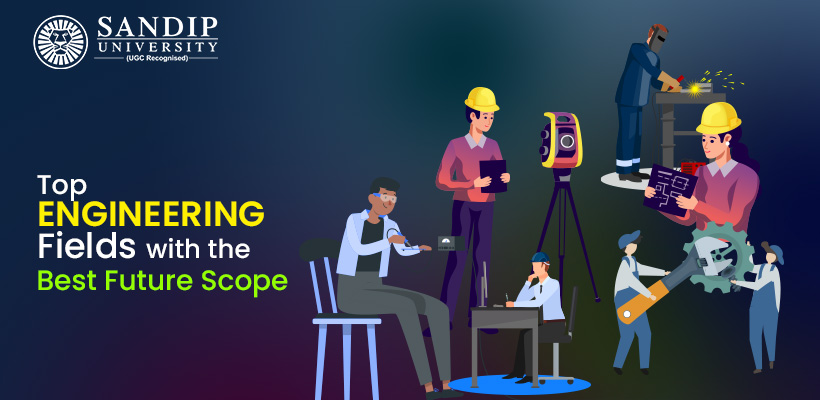 SANDIP
UNIVERSITY
(UGC Recognised)
Top
ENGINEERING
Fields with the
Best Future Scope